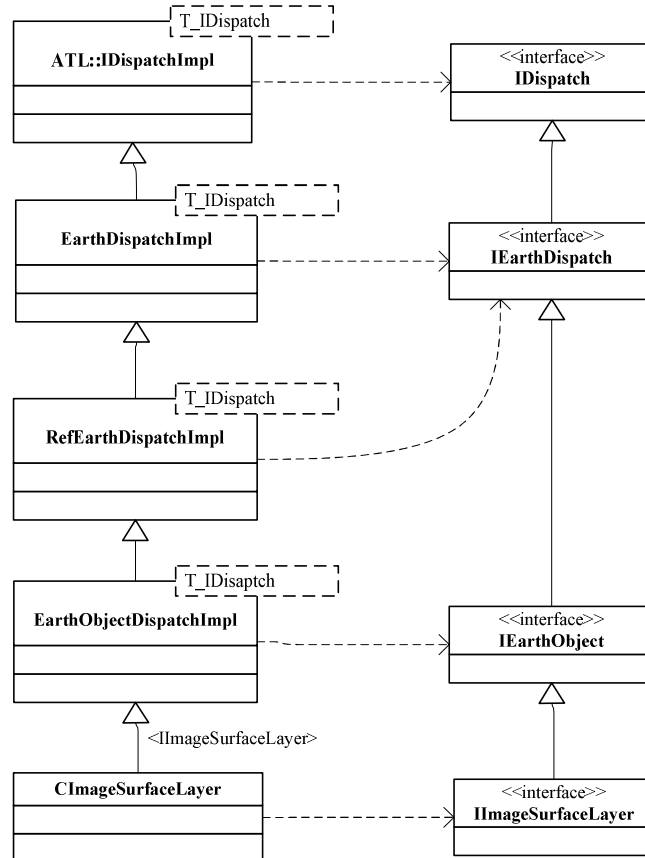 T_IDispatch
ATL::IDispatchImpl
<<interface>>
IDispatch
T_IDispatch
EarthDispatchImpl
<<interface>>
IEarthDispatch
T_IDispatch
RefEarthDispatchImpl
T_IDisaptch
EarthObjectDispatchImpl
<<interface>>
IEarthObject
<IImageSurfaceLayer>
CImageSurfaceLayer
<<interface>>
IImageSurfaceLayer